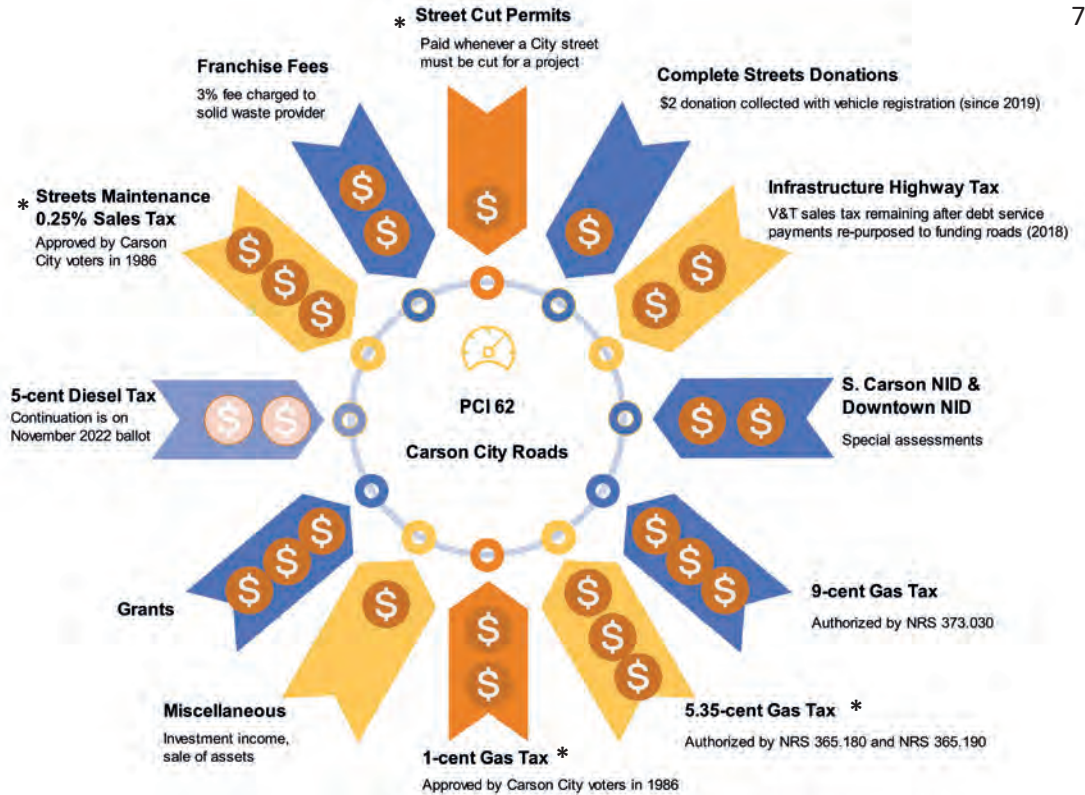 7
* Street Cut Permits
Paid whenever a City street
must be cut for a project
Franchise Fees
3% fee charged to
solid waste provider
Complete Streets Donations
$2 donation collected with vehicle registration (since 2019)
* Streets Maintenance
0.25% Sales Tax
Approved by Carson
City voters in 1986
Infrastructure Highway Tax
V&T sales tax remaining after debt service
payments re-purposed to funding roads (2018)
$
$ $
$
$ $ $
$ $
5-cent Diesel Tax
Continuation is on
November 2022 ballot
$ $
PCI 62
Carson City Roads
$ $
S. Carson NID &
Downtown NID
Special assessments
Grants
$ $ $
$
$ $
$ $ $
$ $ $
9-cent Gas Tax
Authorized by NRS 373.030
Miscellaneous
Investment income,
sale of assets
1-cent Gas Tax *
Approved by Carson City voters in 1986
5.35-cent Gas Tax *
Authorized by NRS 365.180 and NRS 365.190